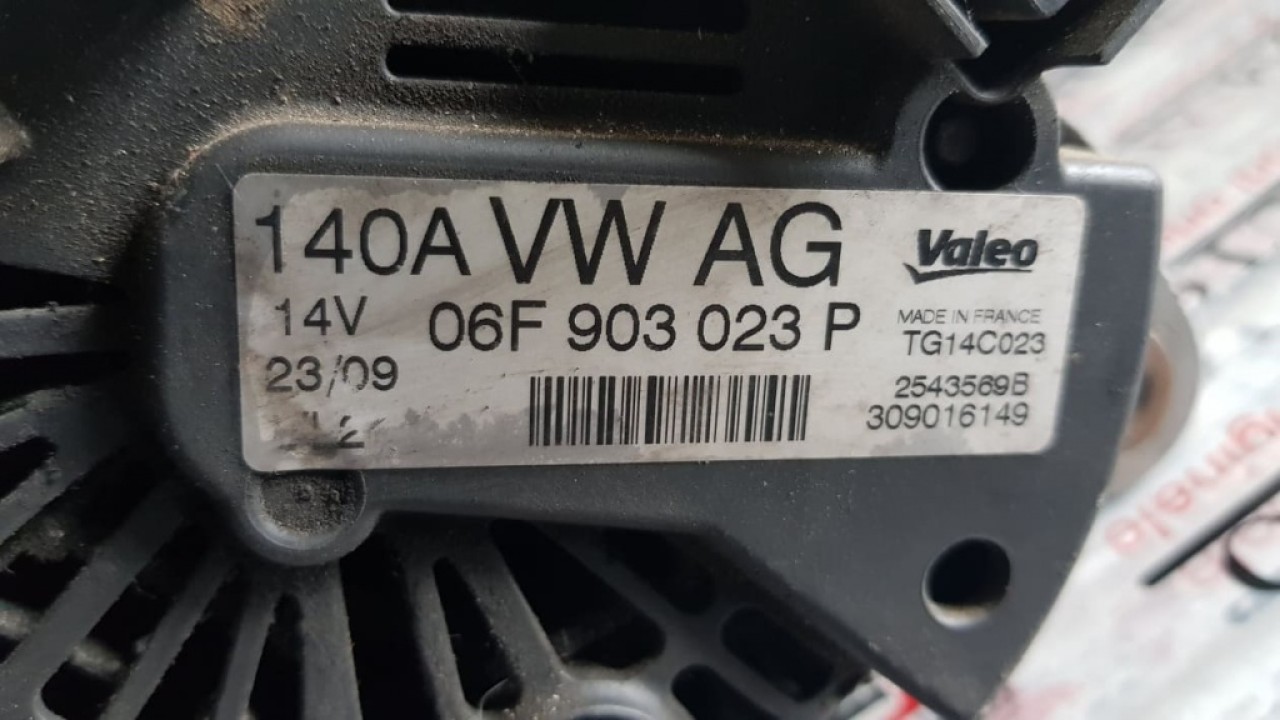 140A VW AG
14V 06F 903 023 P
23/09
Valeo
MADE IN FRANCE
TG14C023
2543569B
309016149